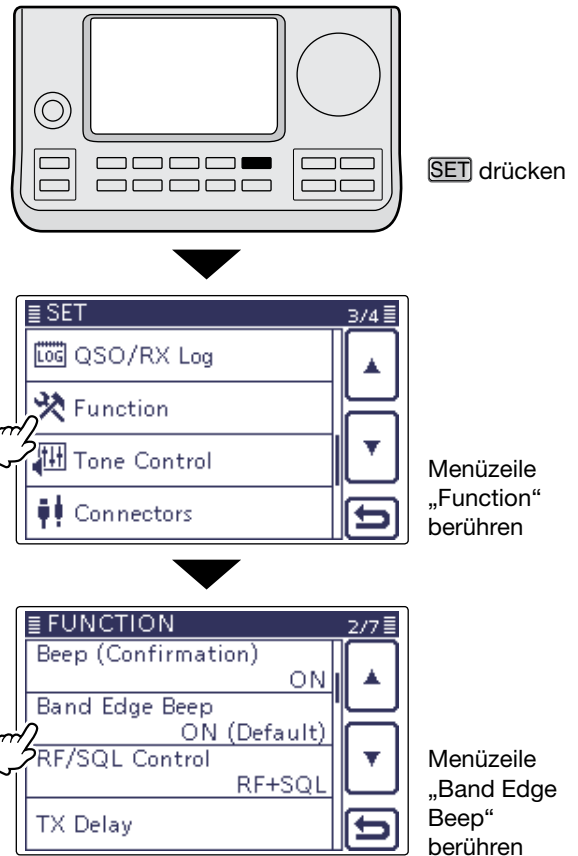 SET drücken
SET 3/4
LOG QSO/RX Log
Function
Tone Control
Connectors
Menüzeile
„Function“
berühren
FUNCTION 2/7
Beep (Confirmation)
ON
Band Edge Beep
ON (Default)
RF/SQL Control
RF+SQL
TX Delay
Menüzeile
„Band Edge
Beep“
berühren